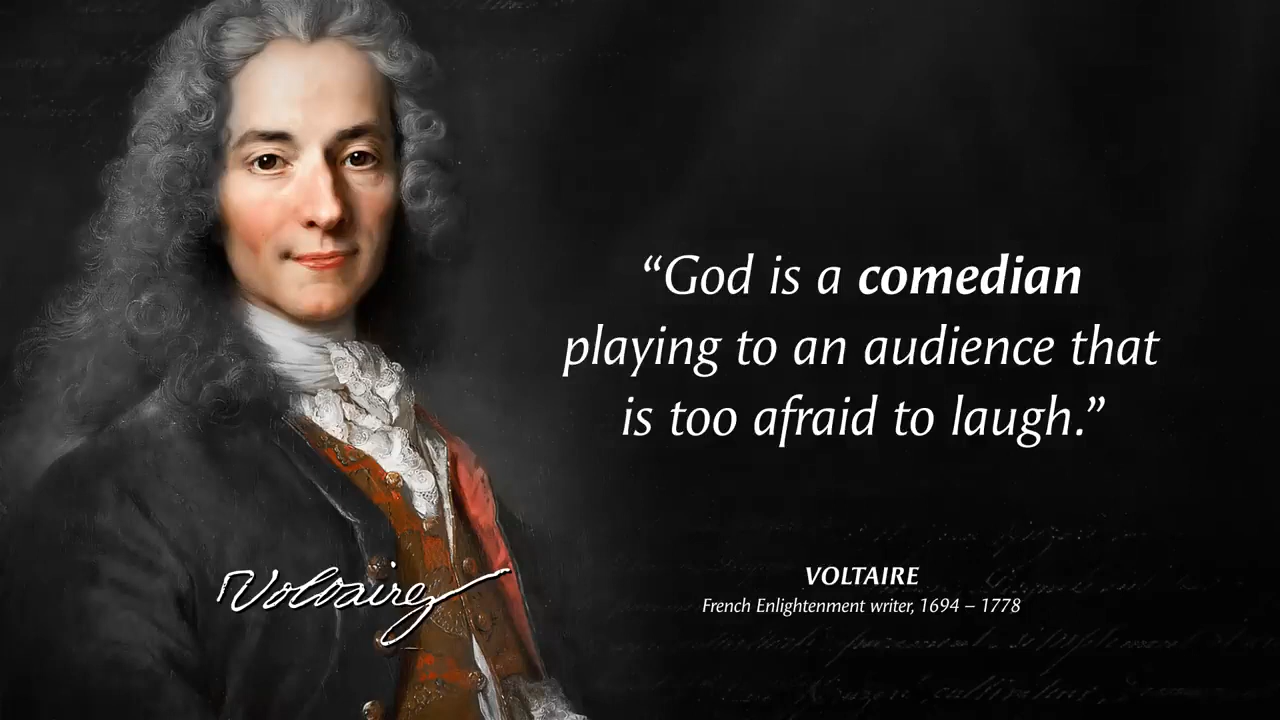 “God is a comedian
playing to an audience that
is too afraid to laugh.”
Voltaire
VOLTAIRE
French Enlightenment writer, 1694 – 1778